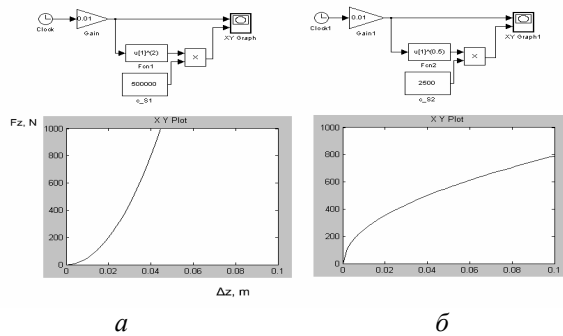 0.01
Clock
Gain
XY Graph
u[1]^(2)
Fcn1
×
500000
c_S1
0.01
Clock1
Gain1
XY Graph1
u[1]^(0.5)
Fcn2
×
2500
c_S2
Fz, N
X Y Plot
1000
800
600
400
200
0
0 0.02 0.04 0.06 0.08 0.1
Δz, m
X Y Plot
1000
800
600
400
200
0
0 0.02 0.04 0.06 0.08 0.1
а
б